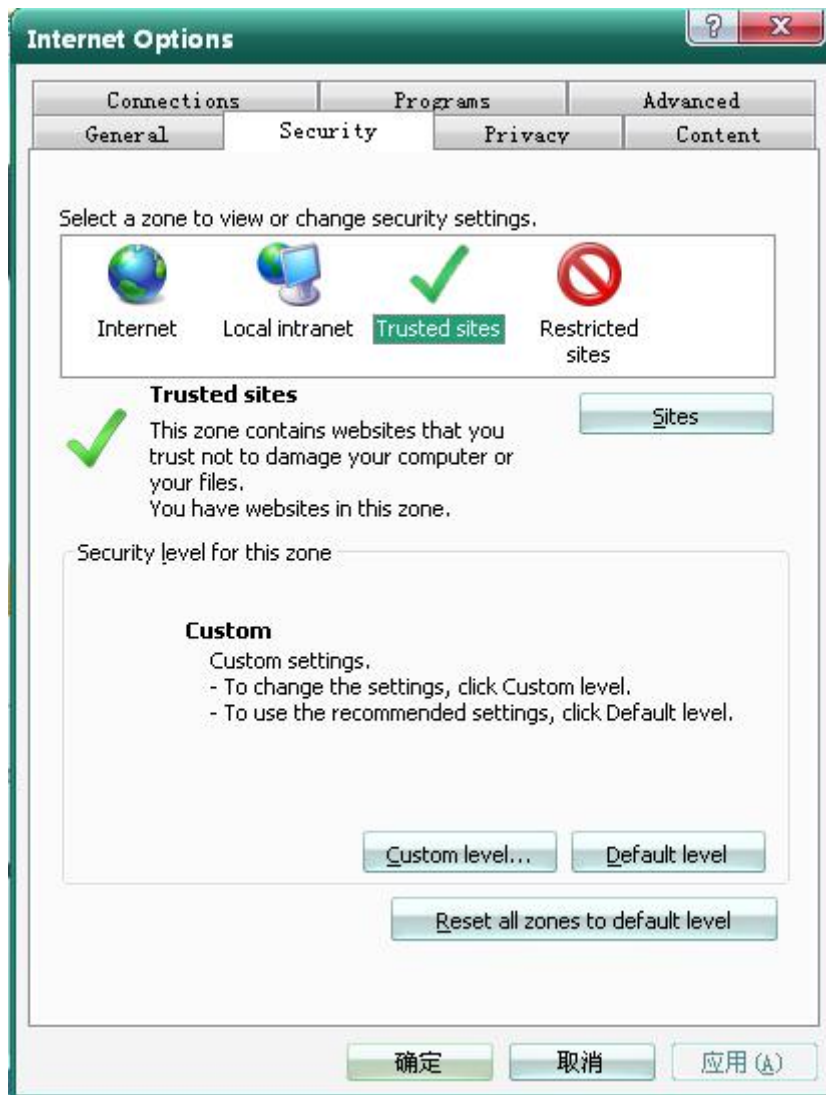 Internet Options
Connections Programs Advanced
General Security Privacy Content
Select a zone to view or change security settings.
Internet Local intranet Trusted sites Restricted sites
Trusted sites
Sites
This zone contains websites that you
trust not to damage your computer or
your files.
You have websites in this zone.
Security level for this zone
Custom
Custom settings.
- To change the settings, click Custom level.
- To use the recommended settings, click Default level.
Custom level... Default level
Reset all zones to default level
确定 取消 应用(A)